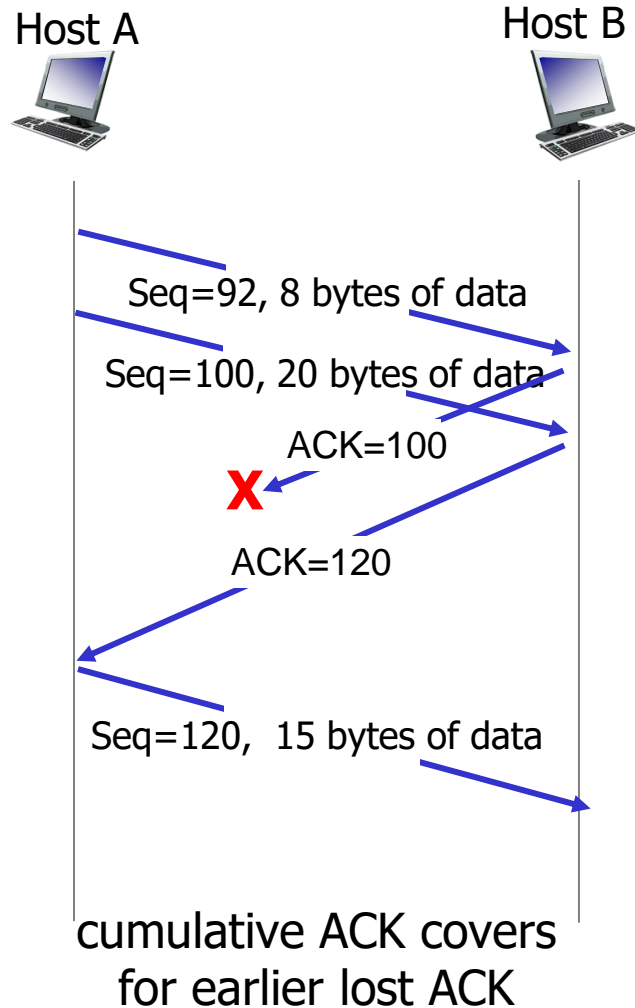 Host A
Host B
Seq=92, 8 bytes of data
Seq=100, 20 bytes of data
ACK=100
X
ACK=120
Seq=120, 15 bytes of data
cumulative ACK covers
for earlier lost ACK